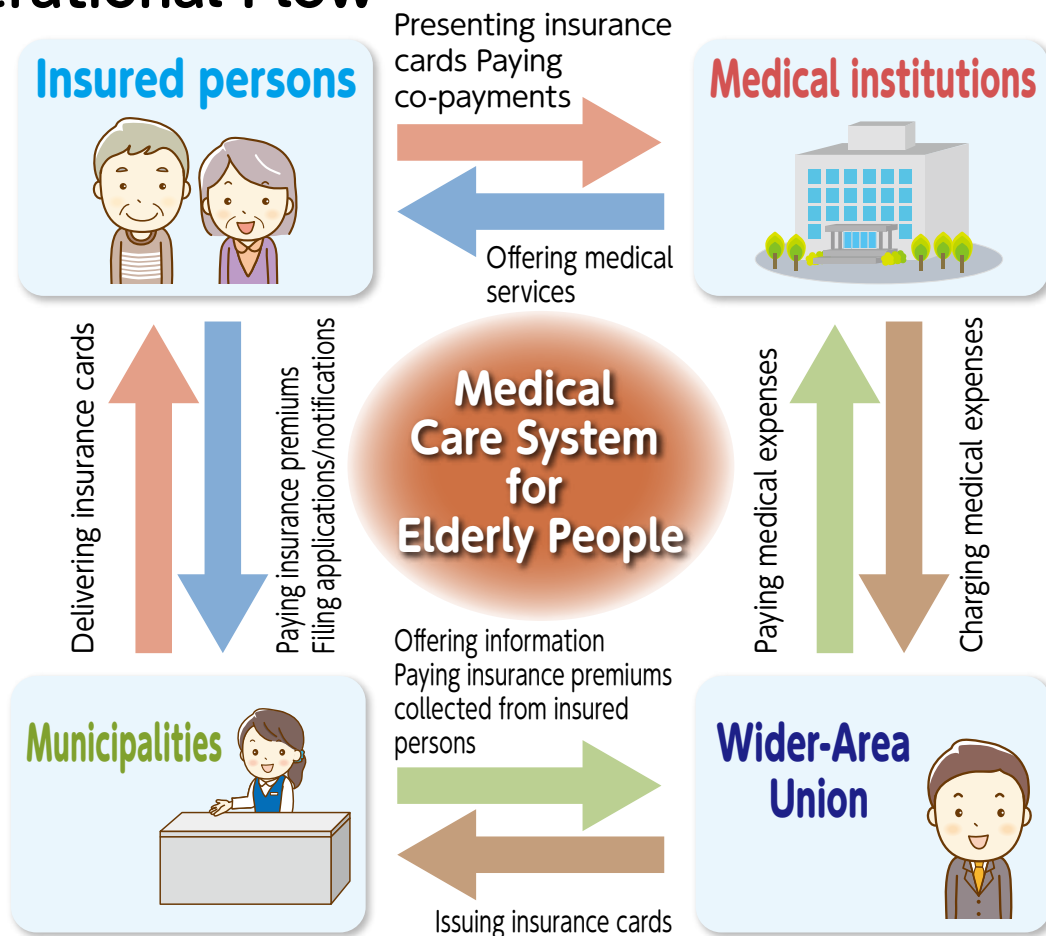 Presenting insurance
cards Paying
co-payments
Insured persons
Medical institutions
Offering medical
services
Delivering insurance cards
Paying insurance premiums
Filing applications/notifications
Medical
Care System
for
Elderly People
Paying medical expenses
Charging medical expenses
Offering information
Paying insurance premiums
collected from insured
persons
Municipalities
Wider-Area
Union
Issuing insurance cards